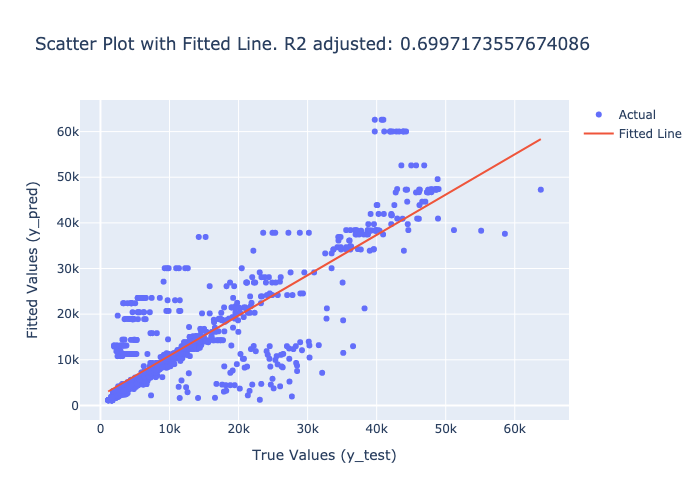 Scatter Plot with Fitted Line. R2 adjusted: 0.6997173557674086
Actual
Fitted Line
60k
50k
40k
30k
20k
10k
0
Fitted Values (y_pred)
0 10k 20k 30k 40k 50k 60k
True Values (y_test)